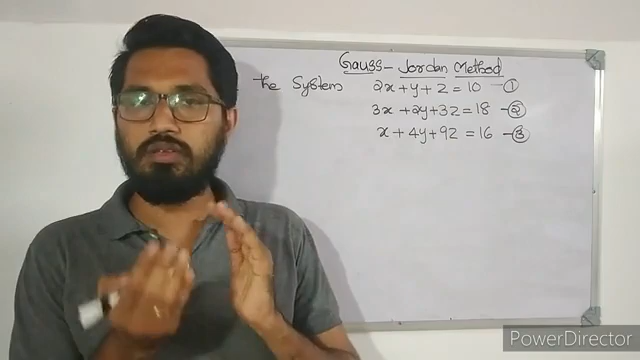 Gauss - Jordan Method
the System 2x + y + z = 10 - ①
3x + 2y + 3z = 18 - ②
x + 4y + 9z = 16 - ③
PowerDirector